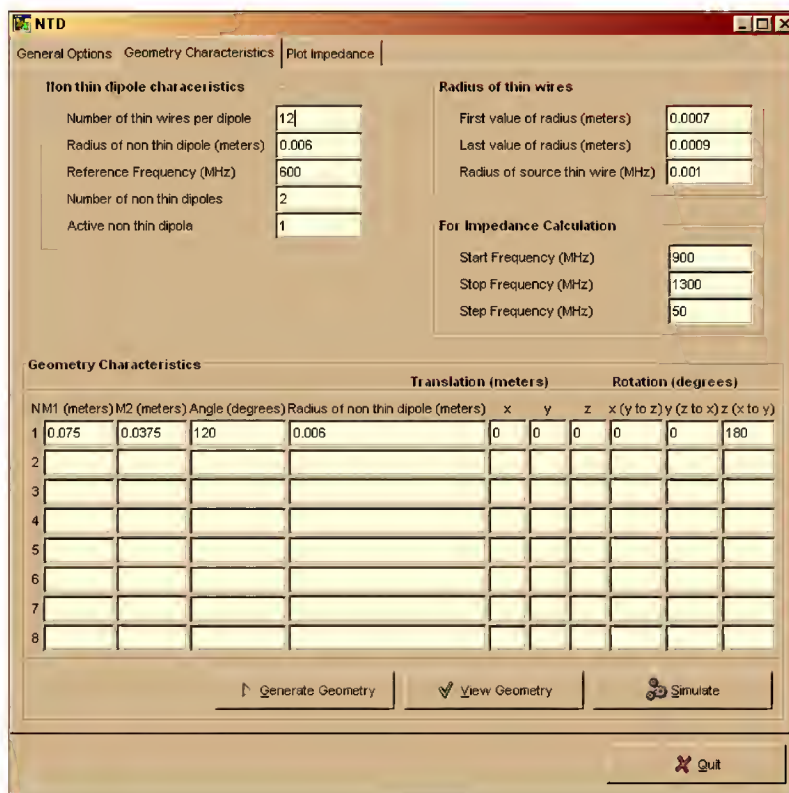 NTD
General Options Geometry Characteristics Plot Impedance
Non thin dipole characeristics
Number of thin wires per dipole 12
Radius of non thin dipole (meters) 0.006
Reference Frequency (MHz) 600
Number of non thin dipoles 2
Active non thin dipole 1
Radius of thin wires
First value of radius (meters) 0.0007
Last value of radius (meters) 0.0009
Radius of source thin wire (MHz) 0.001
For Impedance Calculation
Start Frequency (MHz) 900
Stop Frequency (MHz) 1300
Step Frequency (MHz) 50
Geometry Characteristics
Translation (meters) Rotation (degrees)
N M1 (meters) M2 (meters) Angle (degrees) Radius of non thin dipole (meters) x y z x (y to z) y (z to x) z (x to y)
1 0.075 0.0375 120 0.006 0 0 0 0 0 180
2
3
4
5
6
7
8
Generate Geometry View Geometry Simulate
Quit